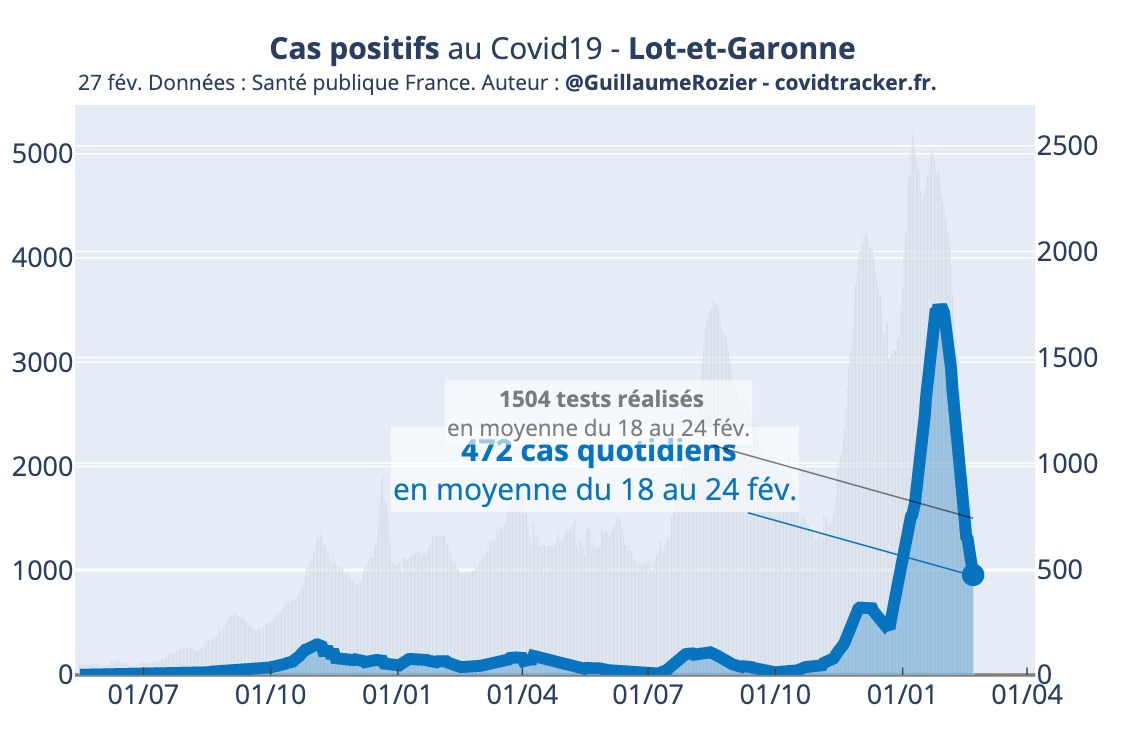 Cas positifs au Covid19 - Lot-et-Garonne
27 fév. Données : Santé publique France. Auteur : @GuillaumeRozier - covidtracker.fr.
5000
4000
3000
2000
1000
0
2500
2000
1500
1000
500
0
1504 tests réalisés
en moyenne du 18 au 24 fév.
472 cas quotidiens
en moyenne du 18 au 24 fév.
01/07 01/10 01/01 01/04 01/07 01/10 01/01 01/04